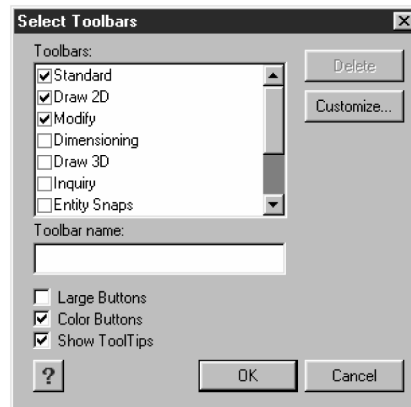 Select Toolbars
Toolbars:
Standard
Draw 2D
Modify
Dimensioning
Draw 3D
Inquiry
Entity Snaps
Delete
Customize...
Toolbar name:
Large Buttons
Color Buttons
Show ToolTips
?
OK
Cancel